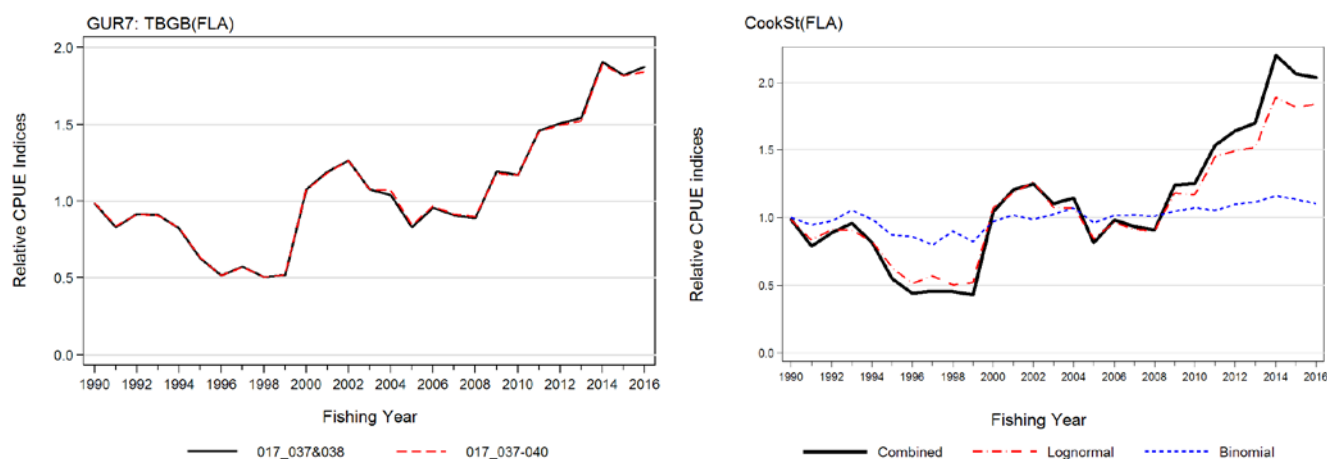 GUR7: TBGB(FLA)
2.0
1.5
1.0
0.5
0.0
Relative CPUE Indices
1990 1992 1994 1996 1998 2000 2002 2004 2006 2008 2010 2012 2014 2016
Fishing Year
017_037&038 017_037-040
CookSt(FLA)
2.0
1.5
1.0
0.5
0.0
Relative CPUE indices
1990 1992 1994 1996 1998 2000 2002 2004 2006 2008 2010 2012 2014 2016
Fishing Year
Combined Lognormal Binomial